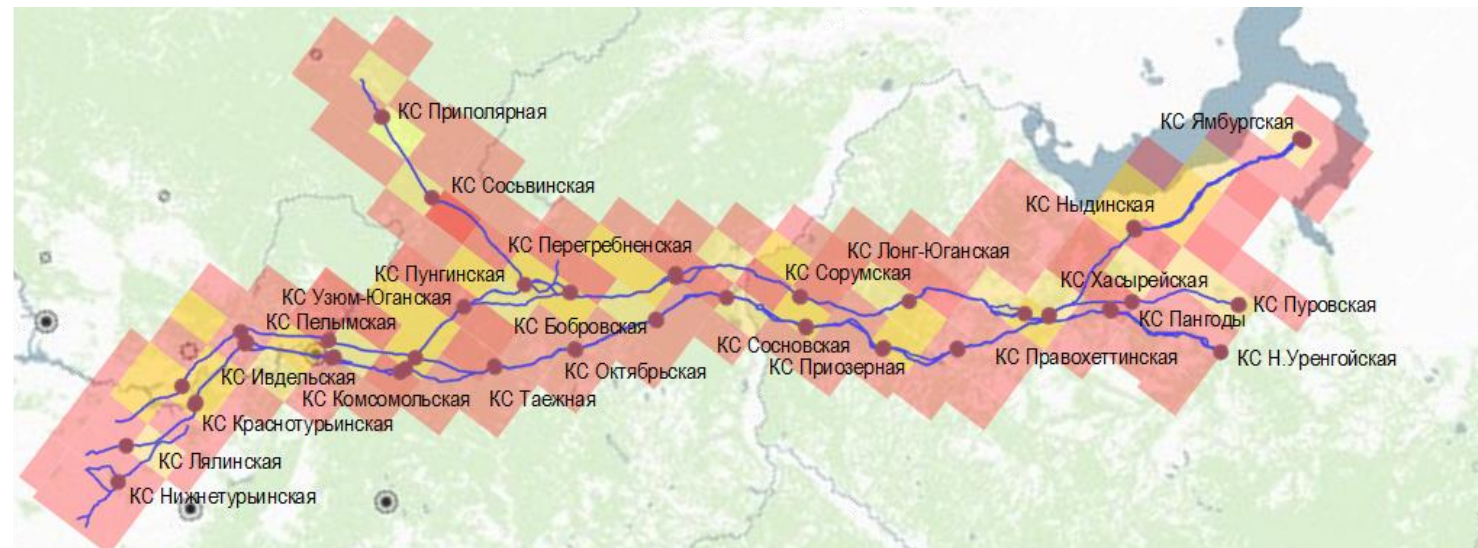 КС Приполярная
КС Ямбургская
КС Сосьвинская
КС Ныдинская
КС Перегребненская
КС Лонг-Юганская
КС Пунгинская
КС Сорумская
КС Хасырейская
КС Узюм-Юганская
КС Пуровская
КС Пелымская
КС Бобровская
КС Пангоды
КС Сосновская
КС Правохеттинская
КС Н.Уренгойская
КС Приозерная
КС Октябрьская
КС Ивдельская
КС Комсомольская
КС Таежная
КС Краснотурьинская
КС Лялинская
КС Нижнетурьинская